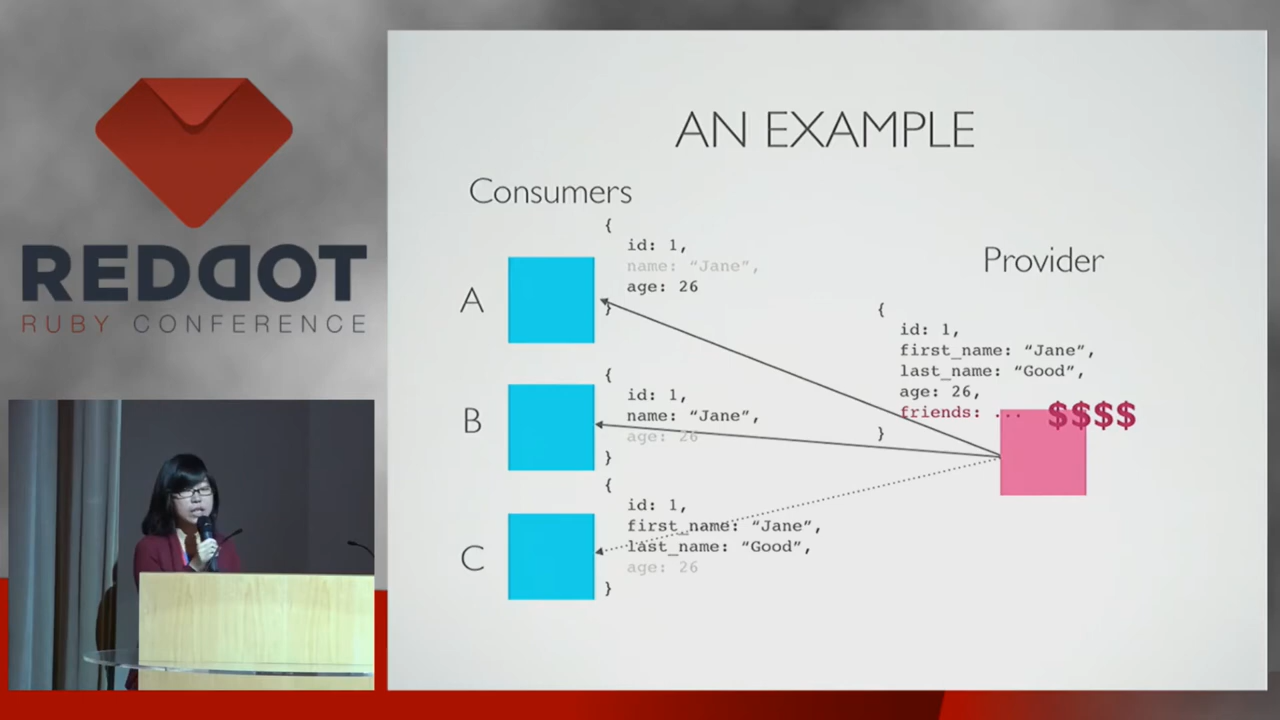 REDDOT
RUBY CONFERENCE
AN EXAMPLE
Consumers
Provider
A
{
id: 1,
name: “Jane”,
age: 26
}
B
{
id: 1,
name: “Jane”,
age: 26
}
C
{
id: 1,
first_name: “Jane”,
last_name: “Good”,
age: 26
}
{
id: 1,
first_name: “Jane”,
last_name: “Good”,
age: 26,
friends: ... $$$$
}